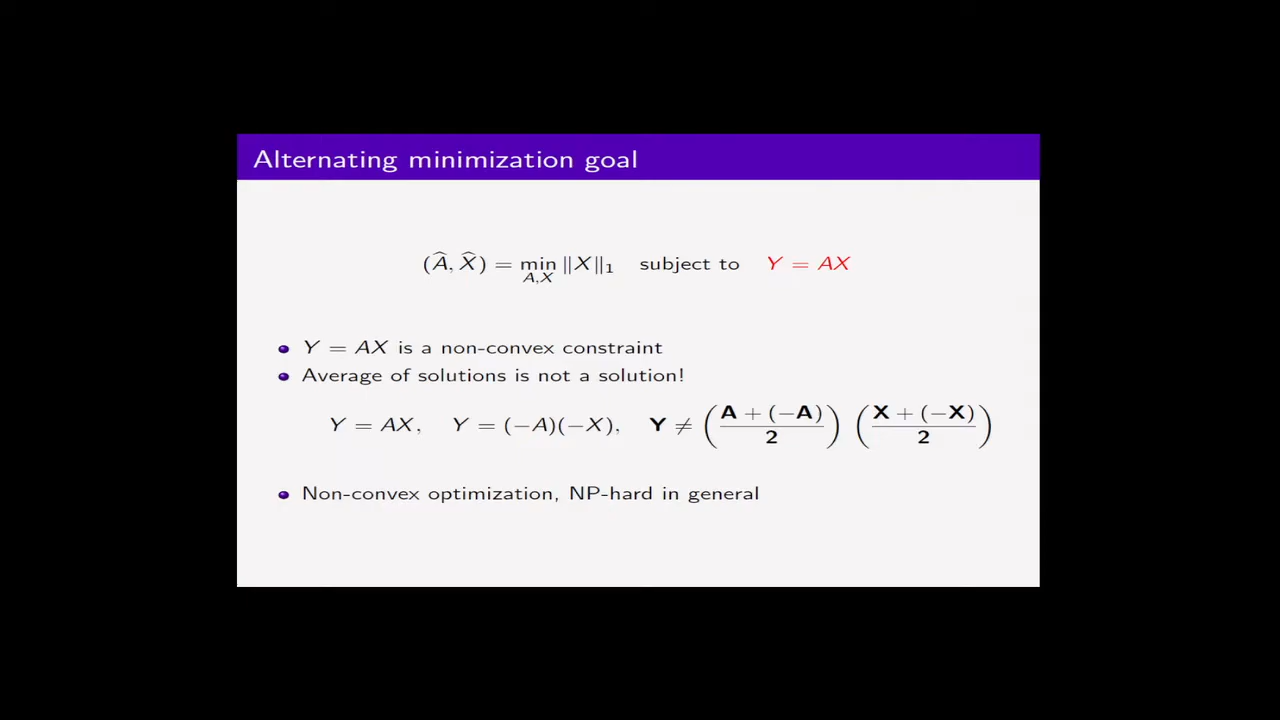 Alternating minimization goal
(Â, X̂) = min_{A,X} ‖X‖₁ subject to Y = AX
Y = AX is a non-convex constraint
Average of solutions is not a solution!
Y = AX, Y = (−A)(−X), Y ≠ ((A + (−A))/2) ((X + (−X))/2)
Non-convex optimization, NP-hard in general